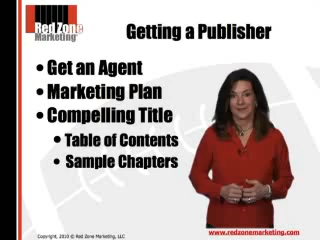 Red Zone
Marketing
Getting a Publisher
• Get an Agent
• Marketing Plan
• Compelling Title
• Table of Contents
• Sample Chapters
Copyright, 2010 © Red Zone Marketing, LLC
www.redzonemarketing.com